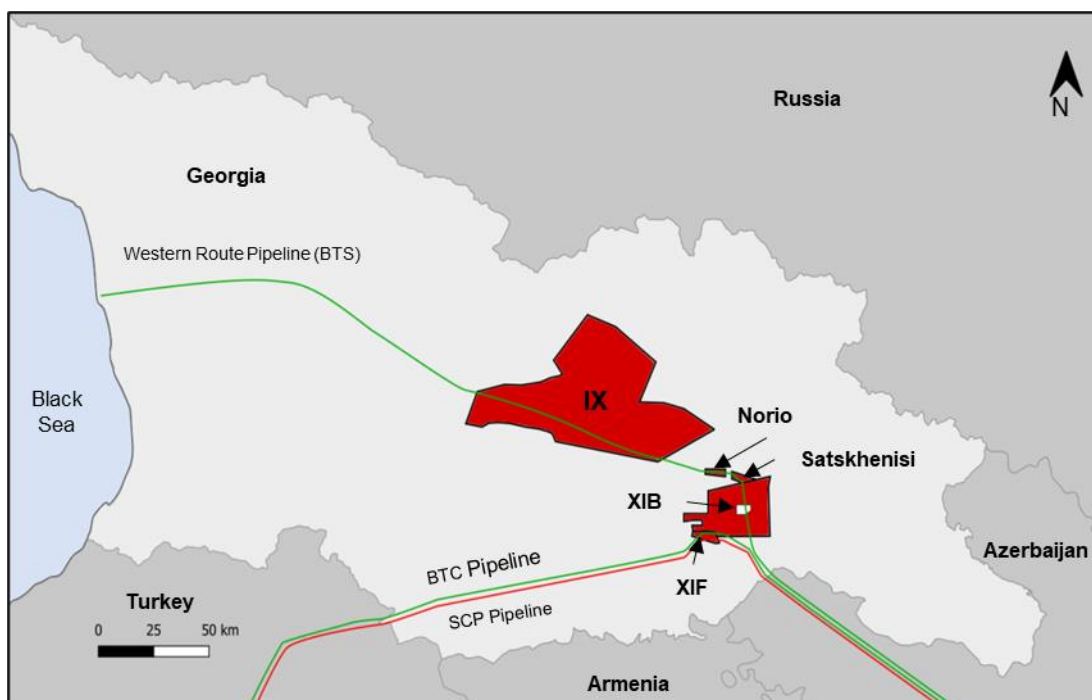 Russia
N
Georgia
Western Route Pipeline (BTS)
IX
Black
Sea
Norio
Satskhenisi
XIB
Azerbaijan
BTC Pipeline
XIF
Turkey
SCP Pipeline
0 25 50 km
Armenia